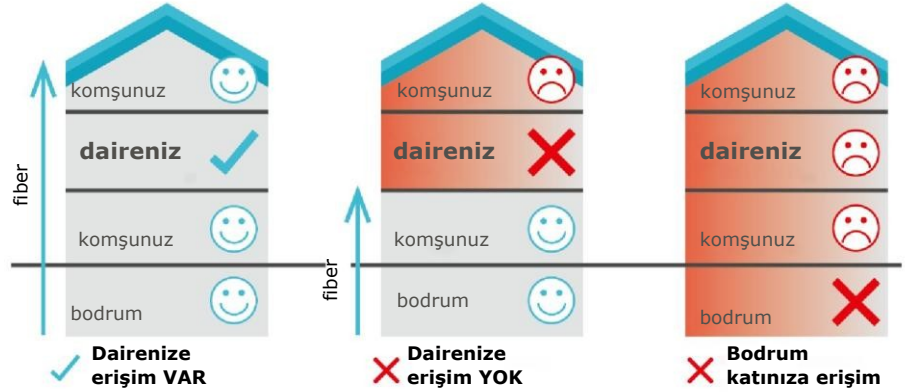 komşunuz
daireniz
komşunuz
bodrum
fiber
Dairenize
erişim VAR
komşunuz
daireniz
komşunuz
bodrum
fiber
Dairenize
erişim YOK
komşunuz
daireniz
komşunuz
bodrum
Bodrum
katınıza erişim